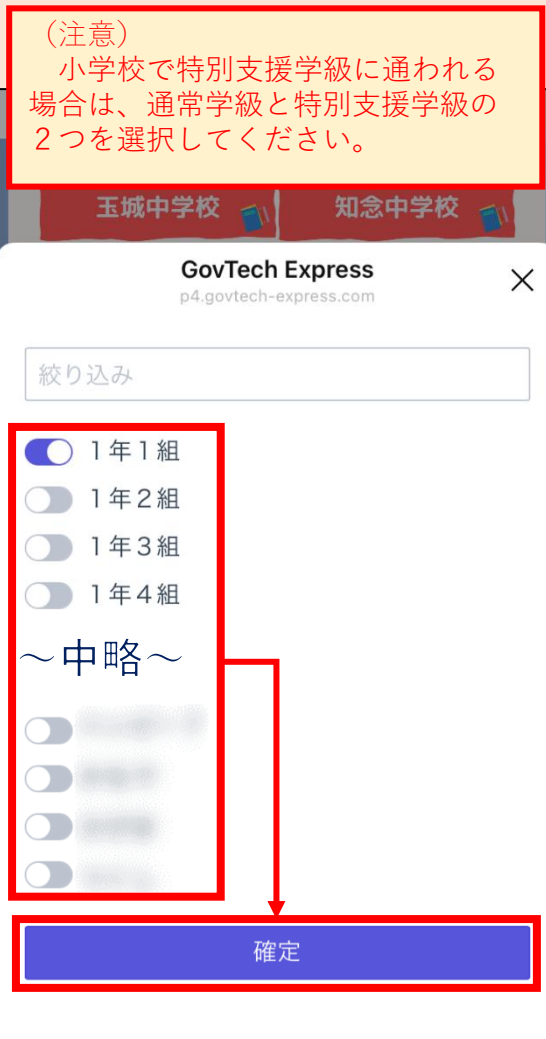 （注意）
　小学校で特別支援学級に通われる
場合は、通常学級と特別支援学級の
２つを選択してください。
玉城中学校
知念中学校
GovTech Express
p4.govtech-express.com
絞り込み
１年１組
１年２組
１年３組
１年４組
～中略～
確定